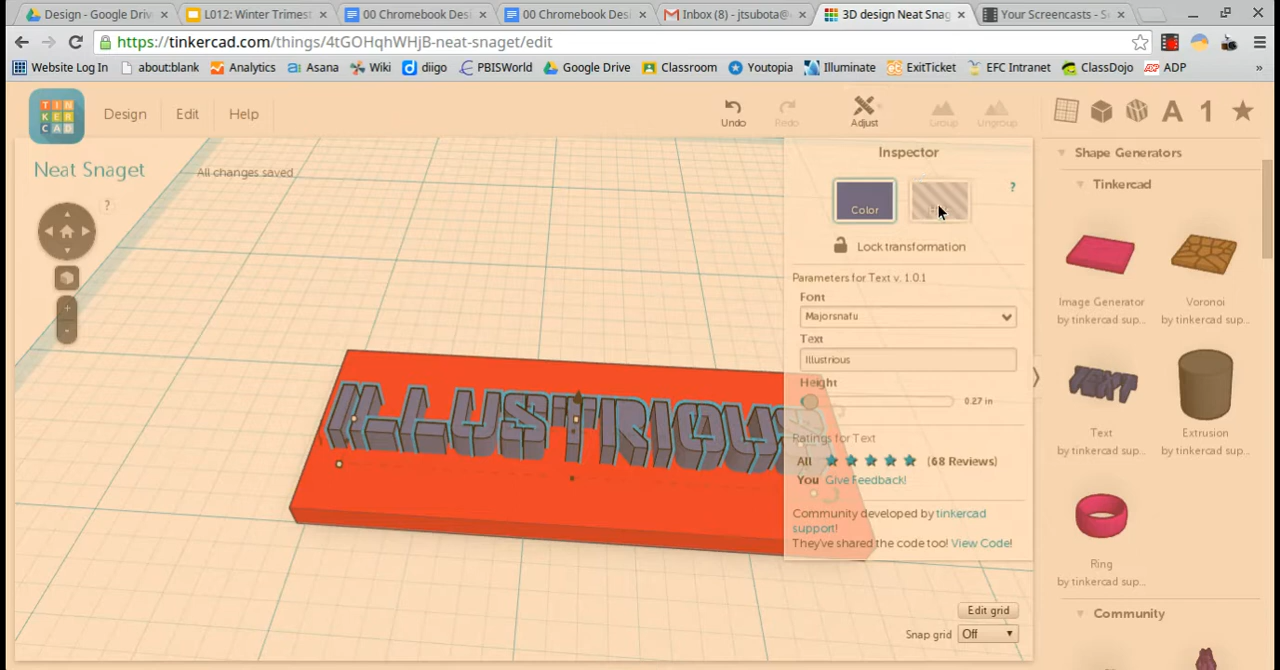 Design - Google Driv
L012: Winter Trimest
00 Chromebook Desi
00 Chromebook Desi
Inbox (8) - jtsubota@
3D design Neat Snag
Your Screencasts - S
https://tinkercad.com/things/4tGOHqhWHjB-neat-snaget/edit
Website Log In
about:blank
Analytics
Asana
Wiki
diigo
PBISWorld
Google Drive
Classroom
Youtopia
Illuminate
ExitTicket
EFC Intranet
ClassDojo
ADP
»
TIN
KER
CAD
Design
Edit
Help
Undo
Redo
Adjust
Group
Ungroup
A
1
Neat Snaget
?
All changes saved
+
-
ILLUSTRIOUS
Inspector
Color
?
Lock transformation
Parameters for Text v. 1.0.1
Font
Majorsnafu
Text
Illustrious
Height
0.27 in
Ratings for Text
All
(68 Reviews)
You Give Feedback!
Community developed by tinkercad
support!
They've shared the code too! View Code!
Edit grid
Snap grid
Off
Shape Generators
Tinkercad
Image Generator
by tinkercad sup...
Voronoi
by tinkercad sup...
TEXT
Text
by tinkercad sup...
Extrusion
by tinkercad sup...
Ring
by tinkercad sup...
Community